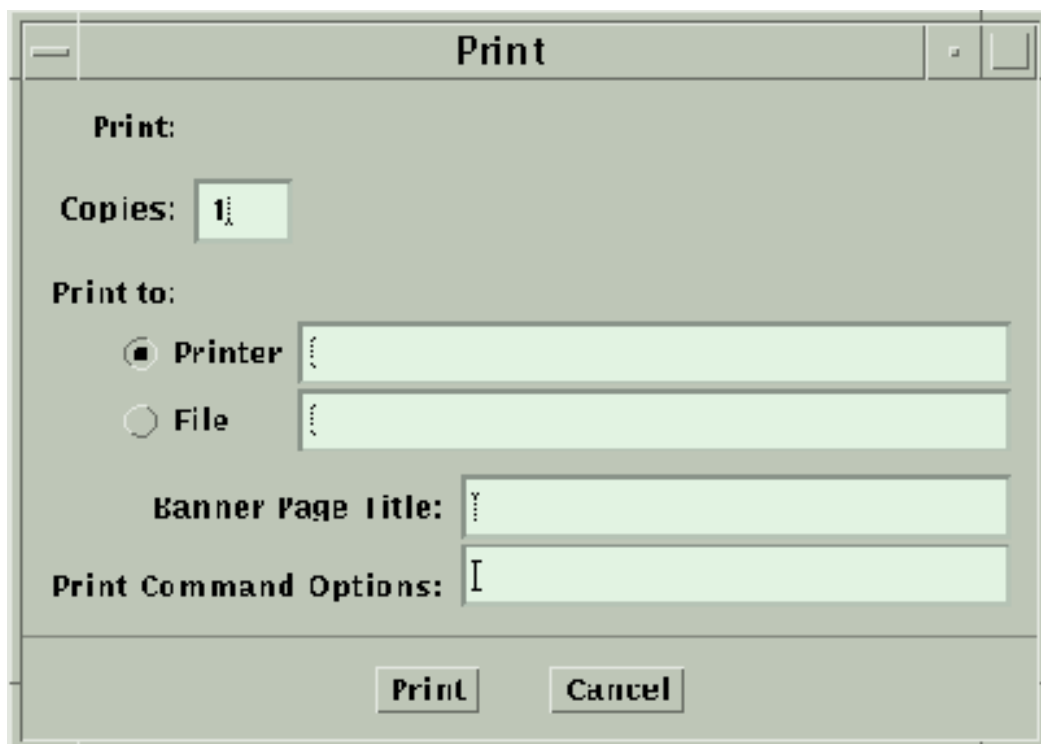 Print
Print:
Copies: 1
Print to:
Printer
File
Banner Page Title:
Print Command Options:
Print Cancel